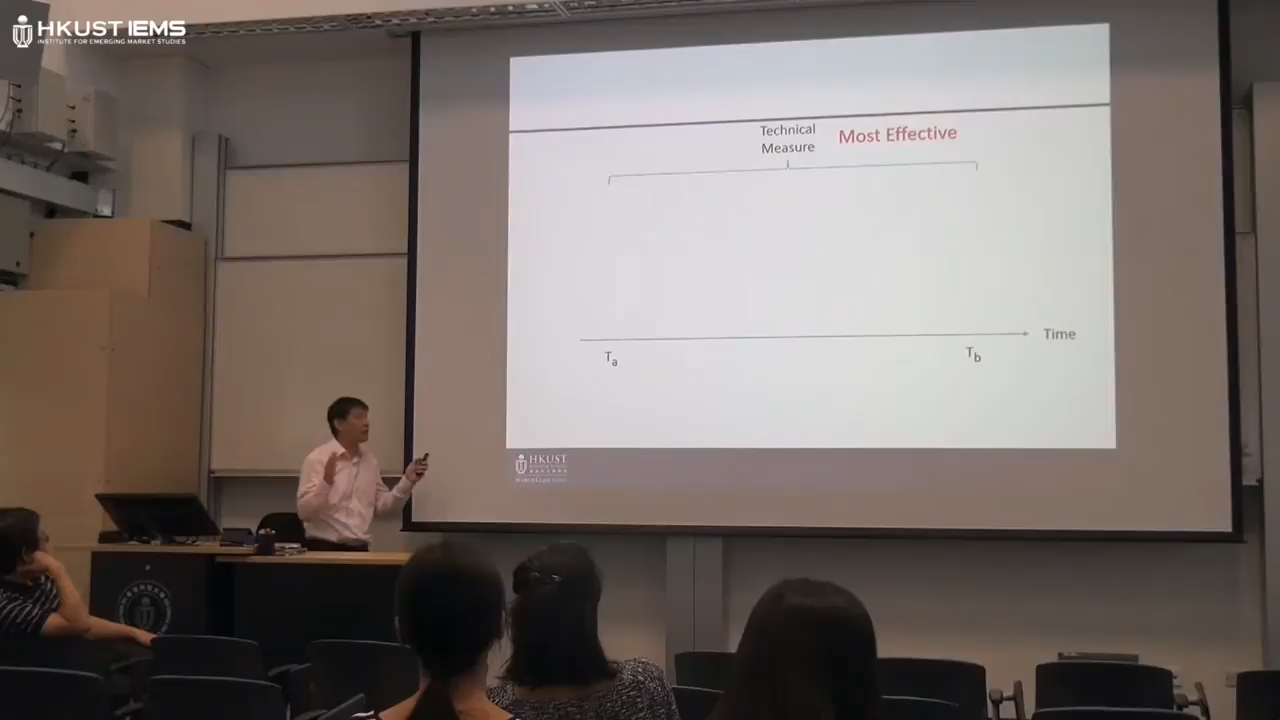 HKUST IEMS
INSTITUTE FOR EMERGING MARKET STUDIES
Technical
Measure
Most Effective
Time
Ta
Tb
HKUST